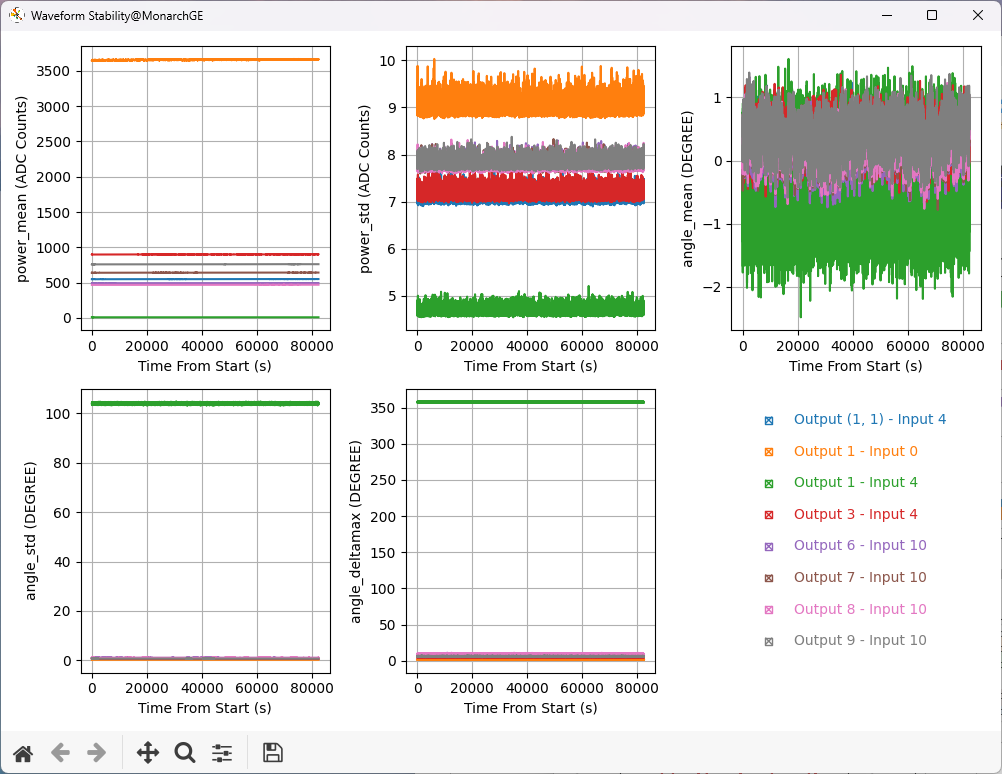 Waveform Stability@MonarchGE
power_mean (ADC Counts)
3500
3000
2500
2000
1500
1000
500
0
0 20000 40000 60000 80000
Time From Start (s)
power_std (ADC Counts)
10
9
8
7
6
5
0 20000 40000 60000 80000
Time From Start (s)
angle_mean (DEGREE)
1
0
−1
−2
0 20000 40000 60000 80000
Time From Start (s)
angle_std (DEGREE)
100
80
60
40
20
0
0 20000 40000 60000 80000
Time From Start (s)
angle_deltamax (DEGREE)
350
300
250
200
150
100
50
0
0 20000 40000 60000 80000
Time From Start (s)
Output (1, 1) - Input 4
Output 1 - Input 0
Output 1 - Input 4
Output 3 - Input 4
Output 6 - Input 10
Output 7 - Input 10
Output 8 - Input 10
Output 9 - Input 10